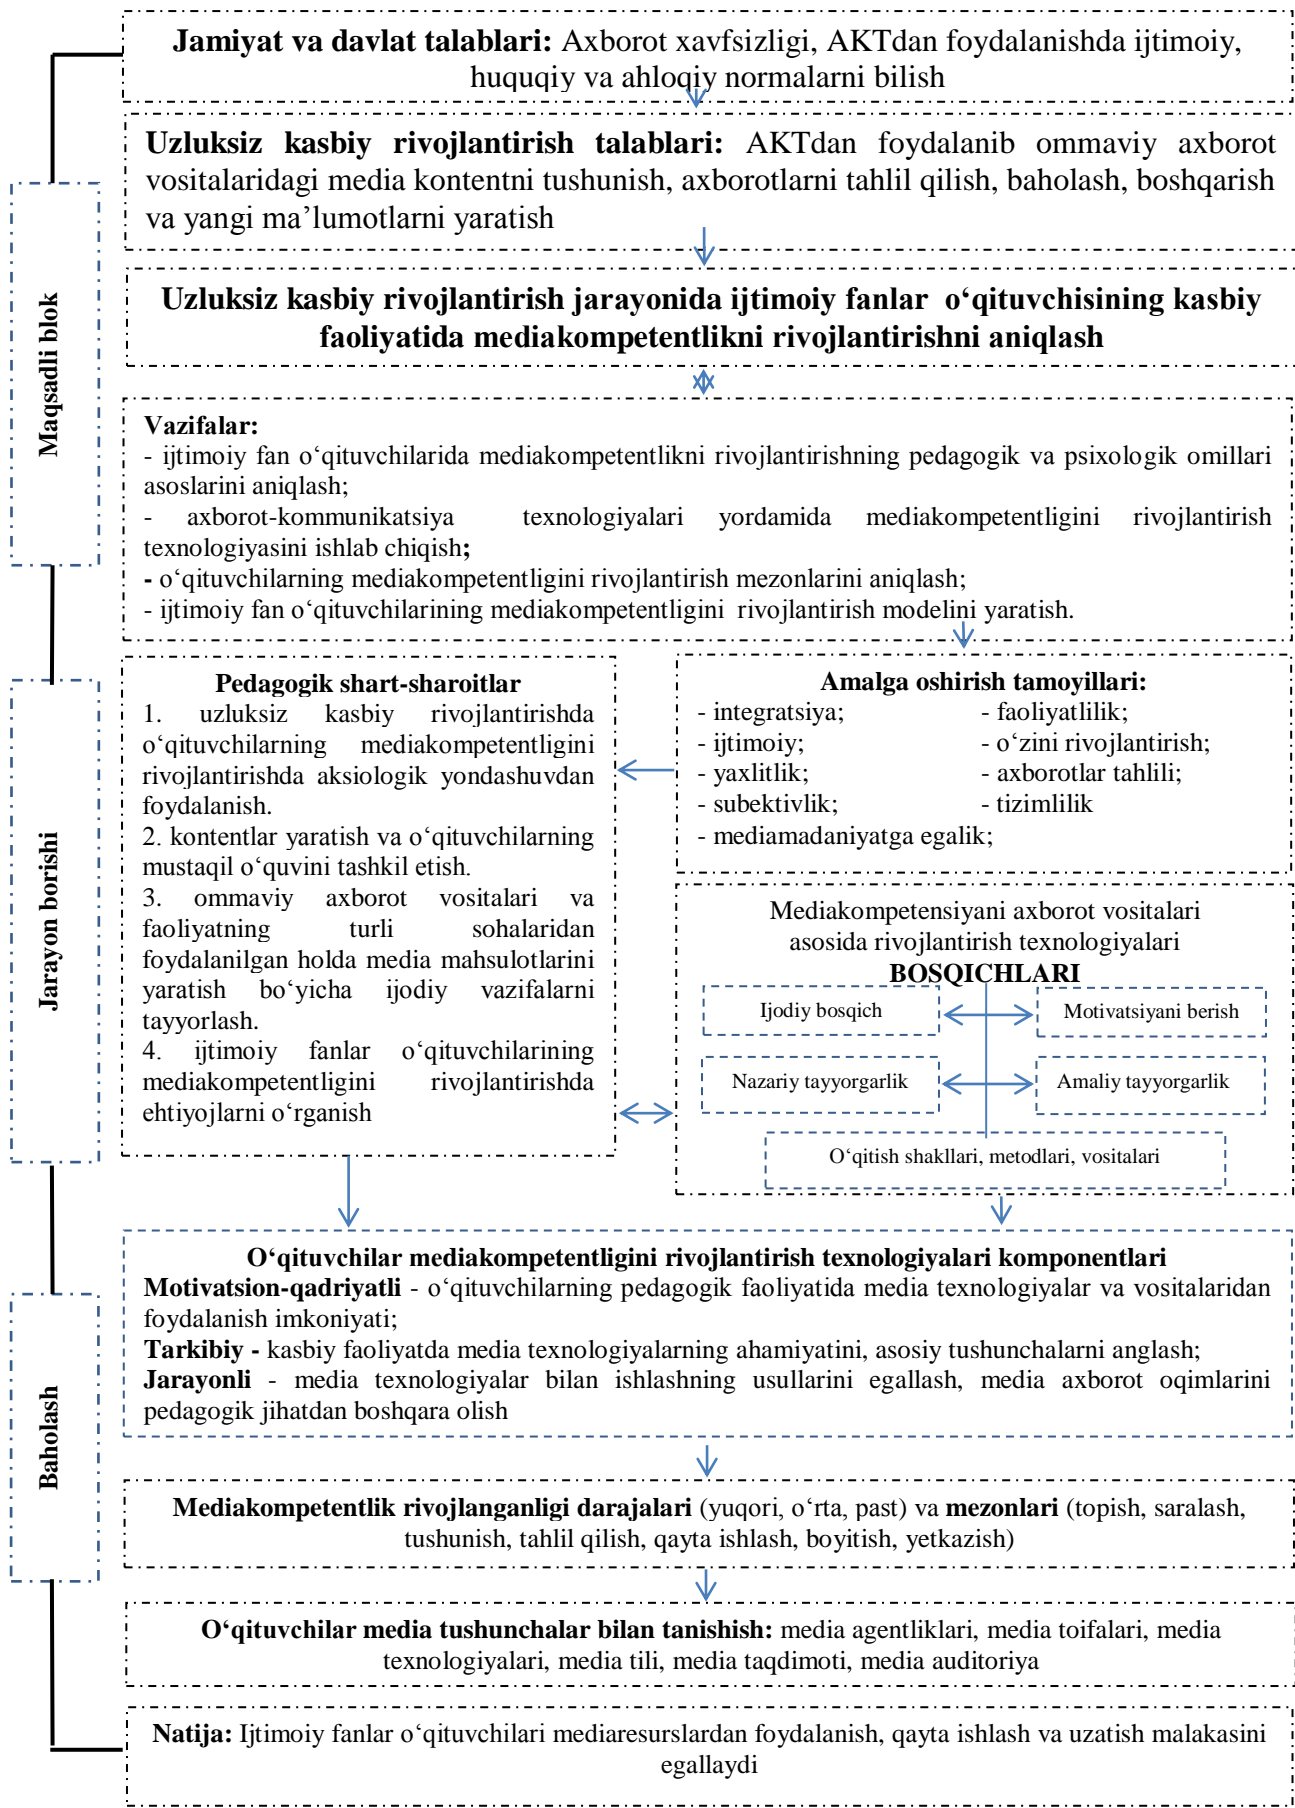 Jamiyat va davlat talablari: Axborot xavfsizligi, AKTdan foydalanishda ijtimoiy,
huquqiy va ahloqiy normalarni bilish
Uzluksiz kasbiy rivojlantirish talablari: AKTdan foydalanib ommaviy axborot
vositalaridagi media kontentni tushunish, axborotlarni tahlil qilish, baholash, boshqarish
va yangi ma’lumotlarni yaratish
Maqsadli blok
Uzluksiz kasbiy rivojlantirish jarayonida ijtimoiy fanlar o‘qituvchisining kasbiy
faoliyatida mediakompetentlikni rivojlantirishni aniqlash
Vazifalar:
- ijtimoiy fan o‘qituvchilarida mediakompetentlikni rivojlantirishning pedagogik va psixologik omillari
asoslarini aniqlash;
- axborot-kommunikatsiya texnologiyalari yordamida mediakompetentligini rivojlantirish
texnologiyasini ishlab chiqish;
- o‘qituvchilarning mediakompetentligini rivojlantirish mezonlarini aniqlash;
- ijtimoiy fan o‘qituvchilarining mediakompetentligini rivojlantirish modelini yaratish.
Jarayon borishi
Pedagogik shart-sharoitlar
1. uzluksiz kasbiy rivojlantirishda
o‘qituvchilarning mediakompetentligini
rivojlantirishda aksiologik yondashuvdan
foydalanish.
2. kontentlar yaratish va o‘qituvchilarning
mustaqil o‘quvini tashkil etish.
3. ommaviy axborot vositalari va
faoliyatning turli sohalaridan
foydalanilgan holda media mahsulotlarini
yaratish bo‘yicha ijodiy vazifalarni
tayyorlash.
4. ijtimoiy fanlar o‘qituvchilarining
mediakompetentligini rivojlantirishda
ehtiyojlarni o‘rganish
Amalga oshirish tamoyillari:
- integratsiya;
- ijtimoiy;
- yaxlitlik;
- subektivlik;
- mediamadaniyatga egalik;
- faoliyatlilik;
- o‘zini rivojlantirish;
- axborotlar tahlili;
- tizimlilik
Mediakompetensiyani axborot vositalari
asosida rivojlantirish texnologiyalari
BOSQICHLARI
Ijodiy bosqich
Motivatsiyani berish
Nazariy tayyorgarlik
Amaliy tayyorgarlik
O‘qitish shakllari, metodlari, vositalari
Baholash
O‘qituvchilar mediakompetentligini rivojlantirish texnologiyalari komponentlari
Motivatsion-qadriyatli - o‘qituvchilarning pedagogik faoliyatida media texnologiyalar va vositalaridan
foydalanish imkoniyati;
Tarkibiy - kasbiy faoliyatda media texnologiyalarning ahamiyatini, asosiy tushunchalarni anglash;
Jarayonli - media texnologiyalar bilan ishlashning usullarini egallash, media axborot oqimlarini
pedagogik jihatdan boshqara olish
Mediakompetentlik rivojlanganligi darajalari (yuqori, o‘rta, past) va mezonlari (topish, saralash,
tushunish, tahlil qilish, qayta ishlash, boyitish, yetkazish)
O‘qituvchilar media tushunchalar bilan tanishish: media agentliklari, media toifalari, media
texnologiyalari, media tili, media taqdimoti, media auditoriya
Natija: Ijtimoiy fanlar o‘qituvchilari mediaresurslardan foydalanish, qayta ishlash va uzatish malakasini
egallaydi